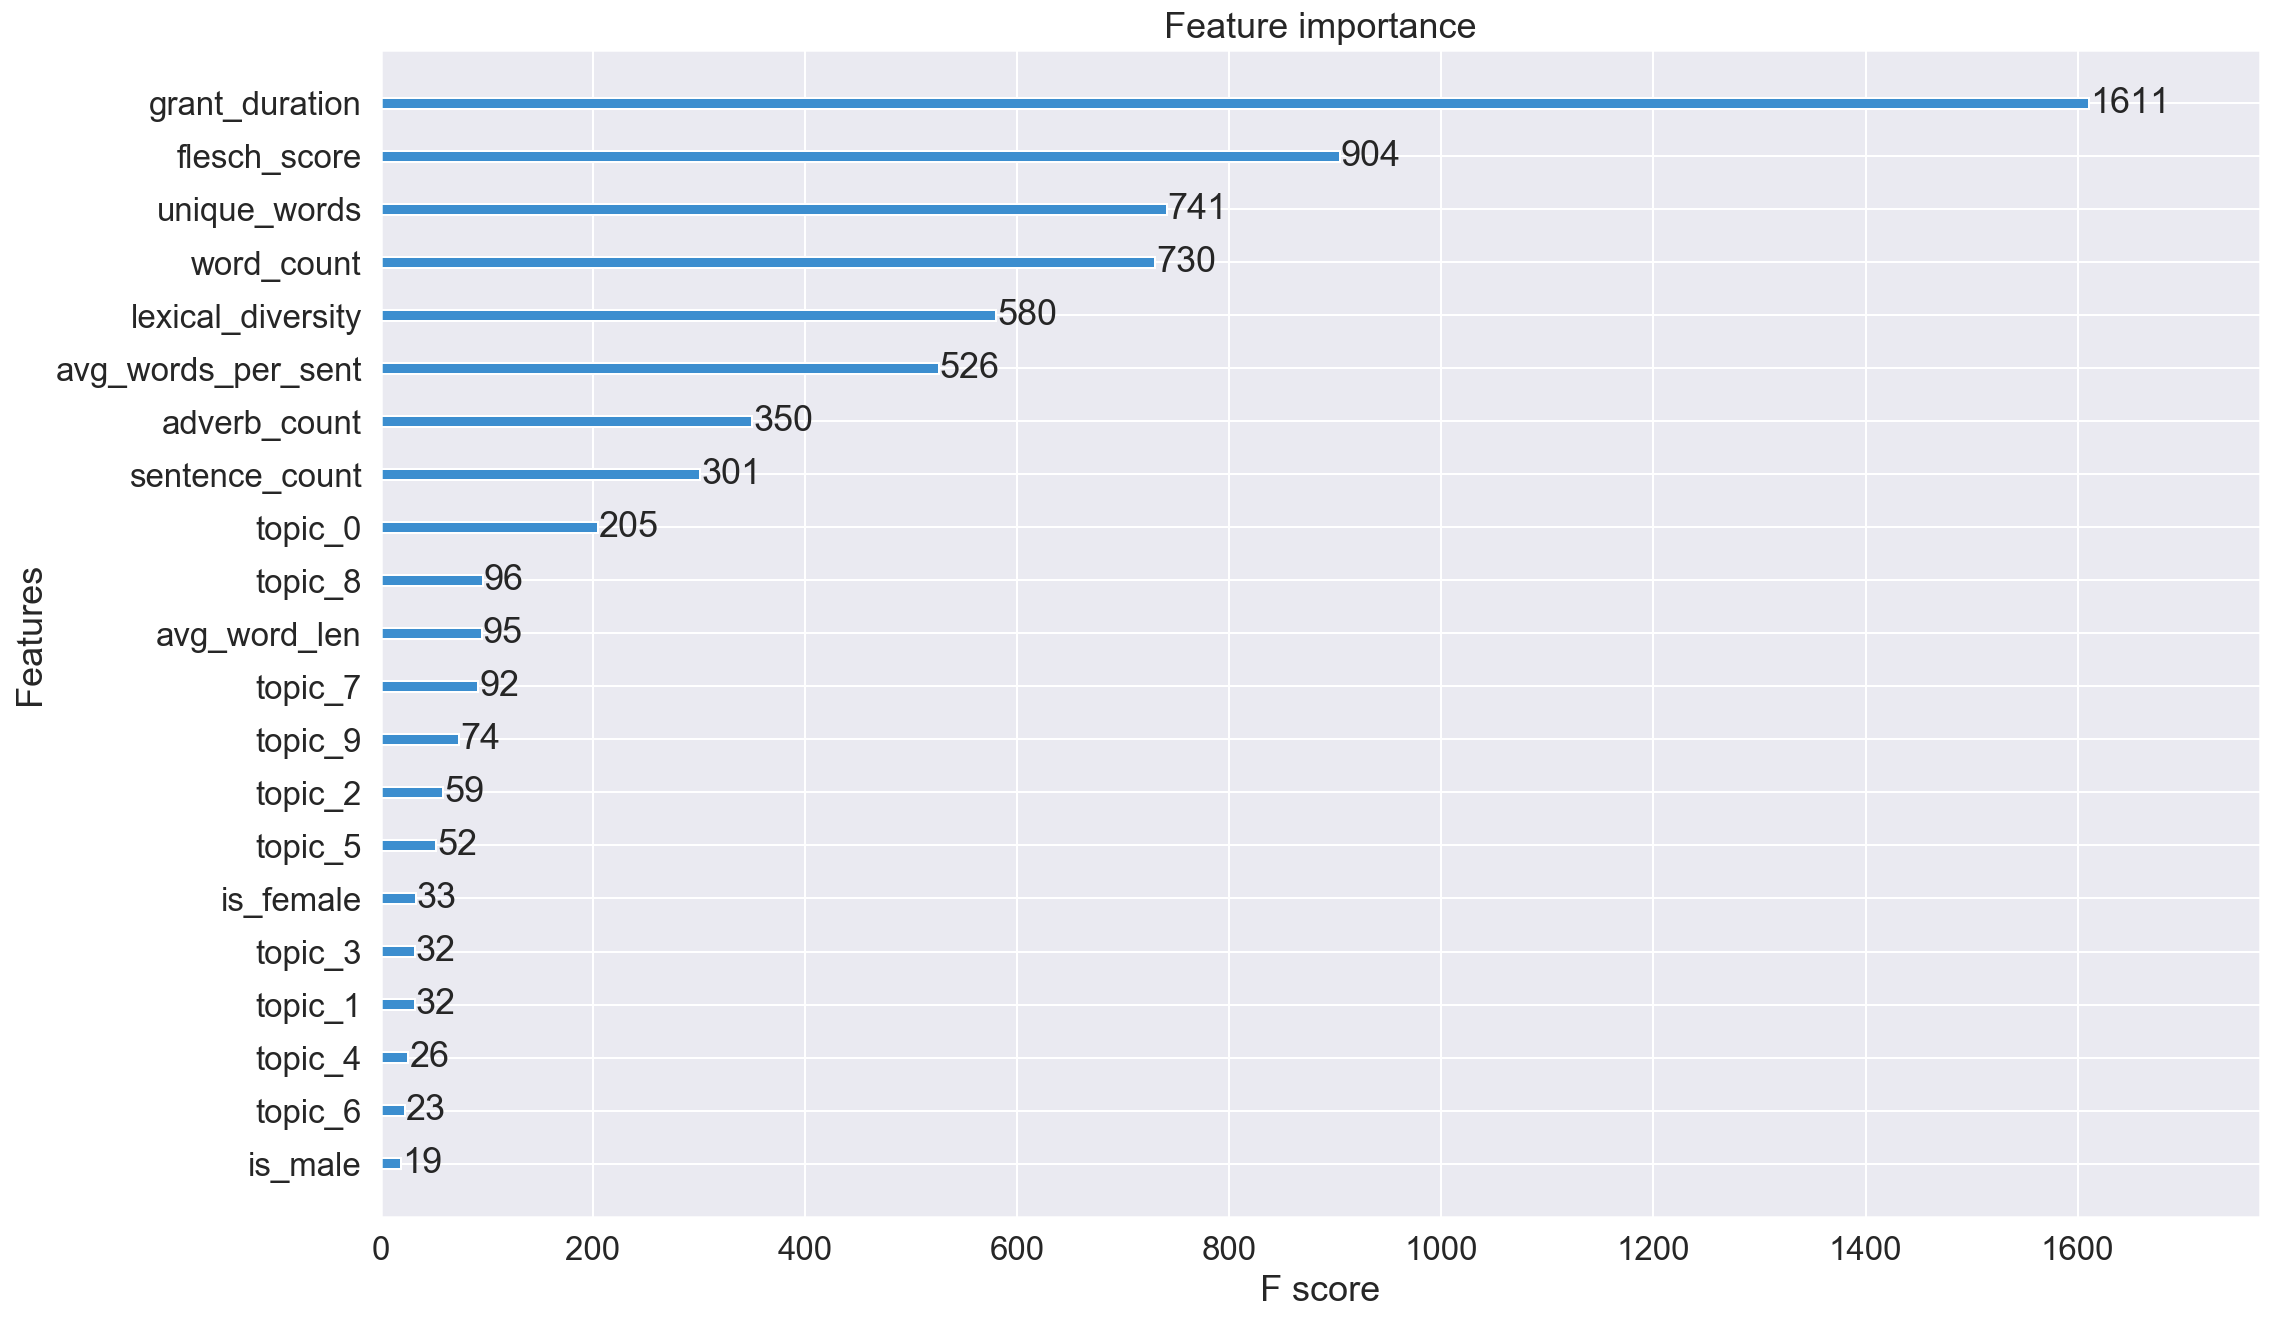 Feature importance
grant_duration 1611
flesch_score 904
unique_words 741
word_count 730
lexical_diversity 580
avg_words_per_sent 526
adverb_count 350
sentence_count 301
topic_0 205
topic_8 96
avg_word_len 95
topic_7 92
topic_9 74
topic_2 59
topic_5 52
is_female 33
topic_3 32
topic_1 32
topic_4 26
topic_6 23
is_male 19
Features
0 200 400 600 800 1000 1200 1400 1600
F score